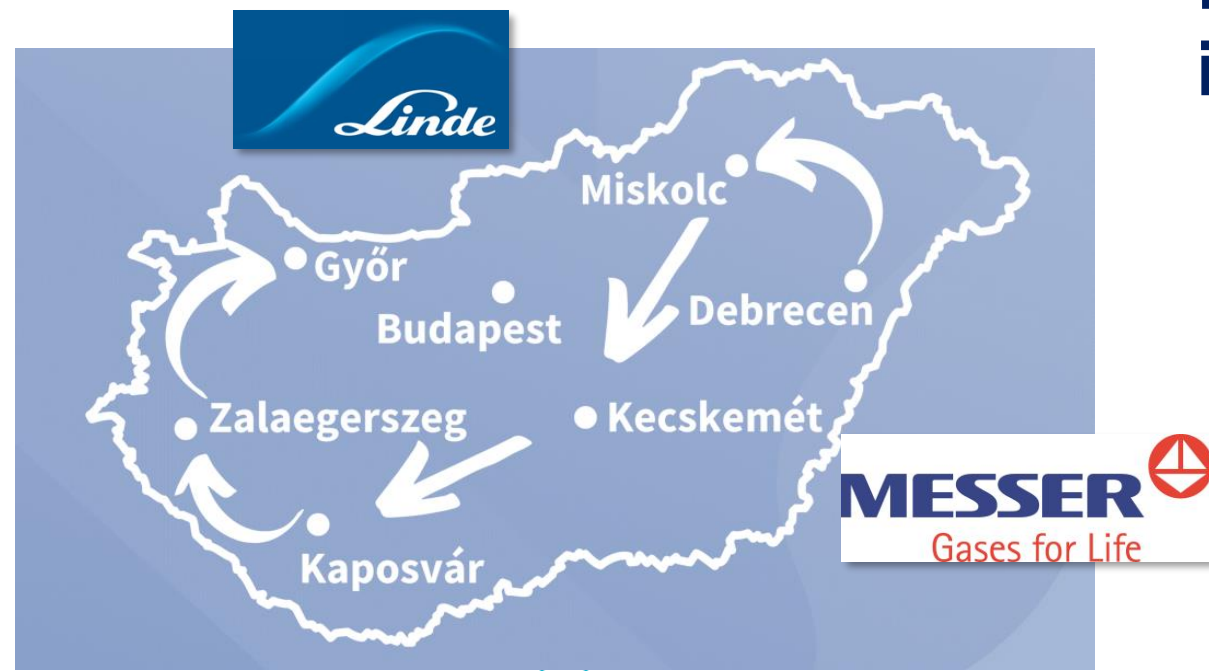 Linde
Miskolc
Győr
Debrecen
Budapest
Zalaegerszeg
Kecskemét
MESSER
Gases for Life
Kaposvár